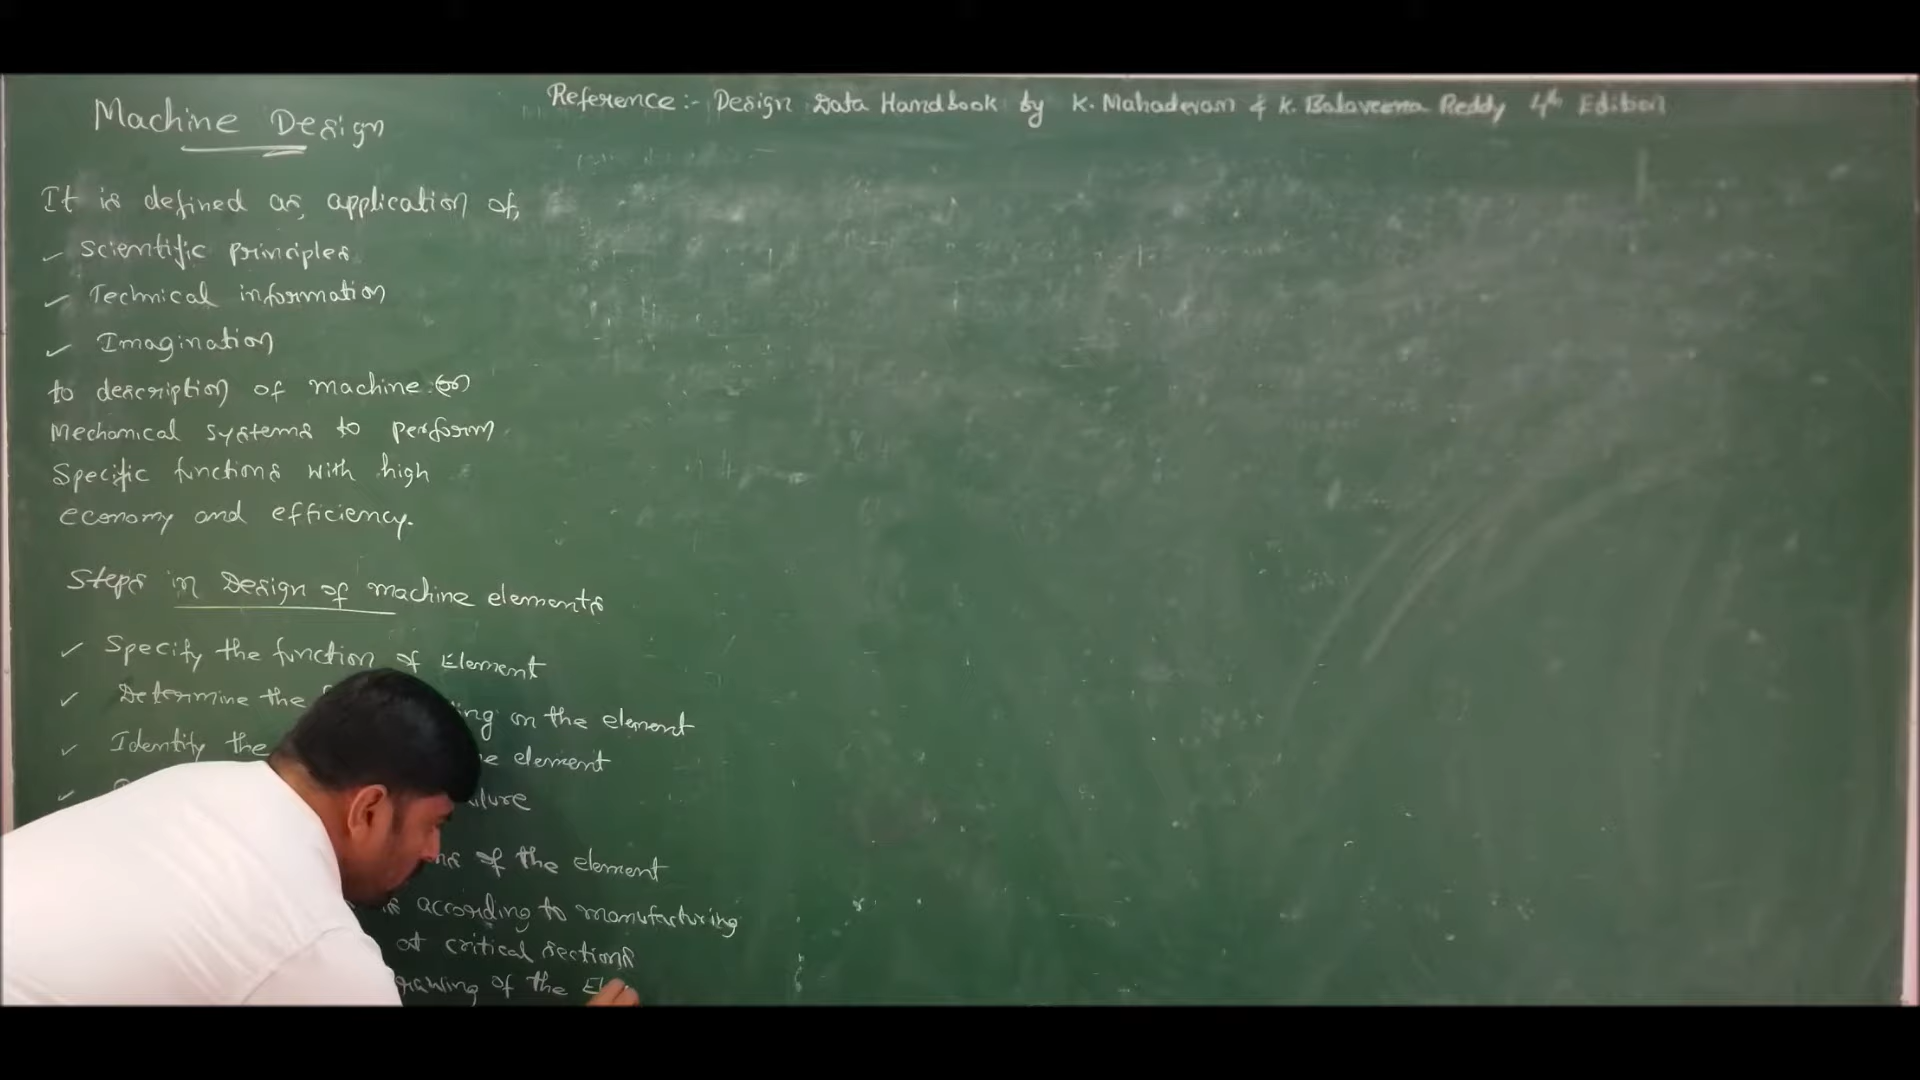 Machine Design
Reference:- Design Data Handbook by K. Mahadevan & K. Balaveera Reddy 4th Edition
It is defined as, application of,
✓ Scientific principles
✓ Technical information
✓ Imagination
to description of machine (or)
Mechanical systems to perform
Specific functions with high
economy and efficiency.
Steps in Design of machine elements
✓ Specify the function of Element
✓ Determine the ing on the element
✓ Identify the element
✓
of the element
according to manufacturing
at critical sections
of the